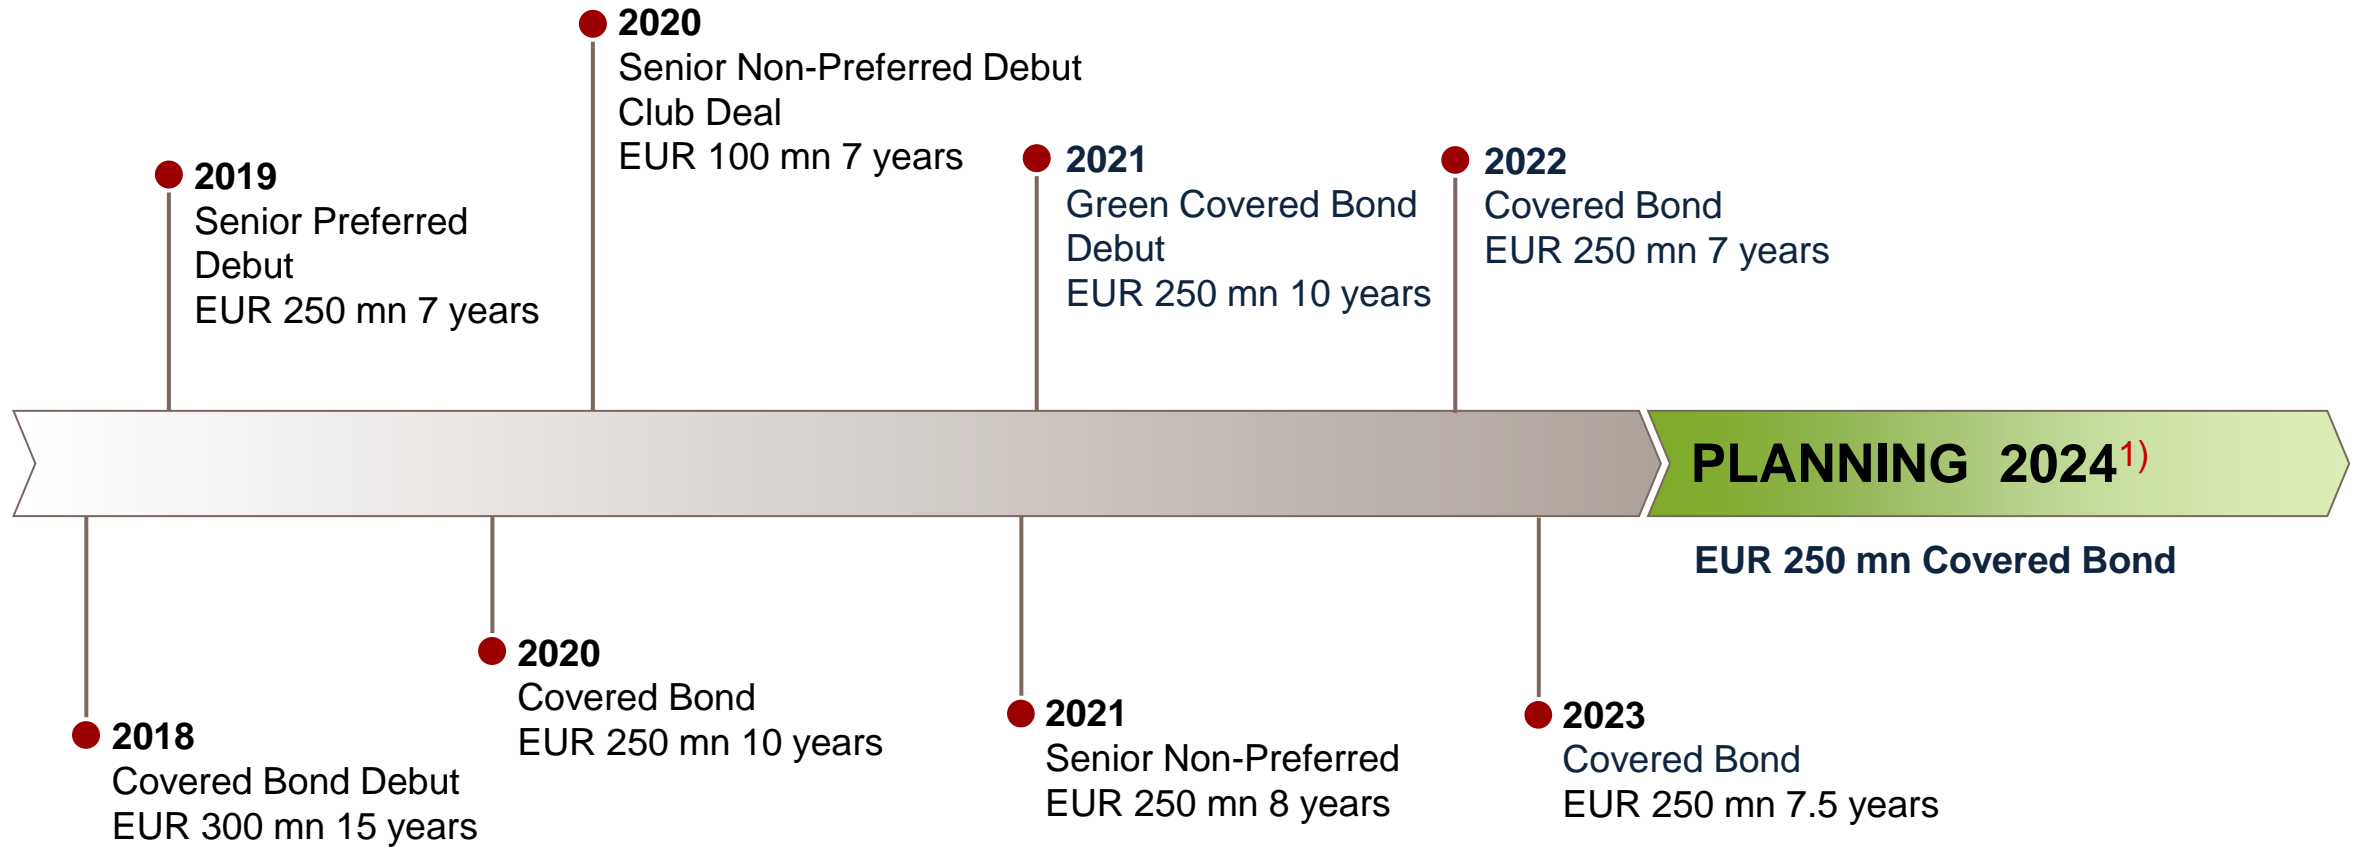 2020
Senior Non-Preferred Debut
Club Deal
EUR 100 mn 7 years
2019
Senior Preferred
Debut
EUR 250 mn 7 years
2021
Green Covered Bond
Debut
EUR 250 mn 10 years
2022
Covered Bond
EUR 250 mn 7 years
PLANNING 2024 1)
EUR 250 mn Covered Bond
2018
Covered Bond Debut
EUR 300 mn 15 years
2020
Covered Bond
EUR 250 mn 10 years
2021
Senior Non-Preferred
EUR 250 mn 8 years
2023
Covered Bond
EUR 250 mn 7.5 years